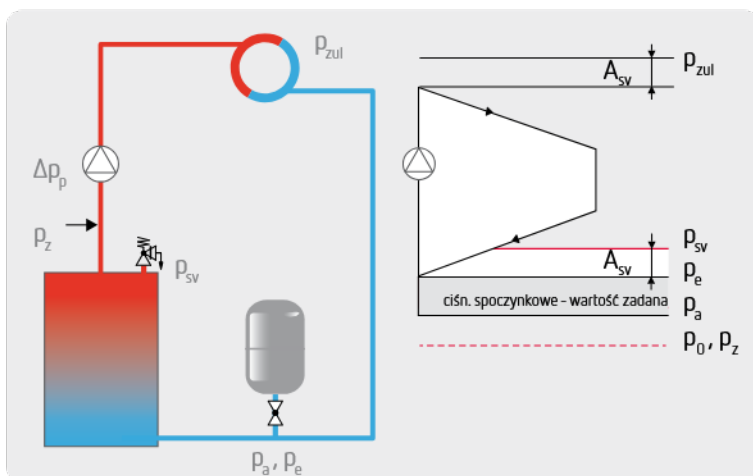 p_zul
Δp_p
p_z
p_sv
p_a , p_e
p_zul
A_sv
p_sv
A_sv
p_e
ciśn. spoczynkowe - wartość zadana
p_a
p_0 , p_z